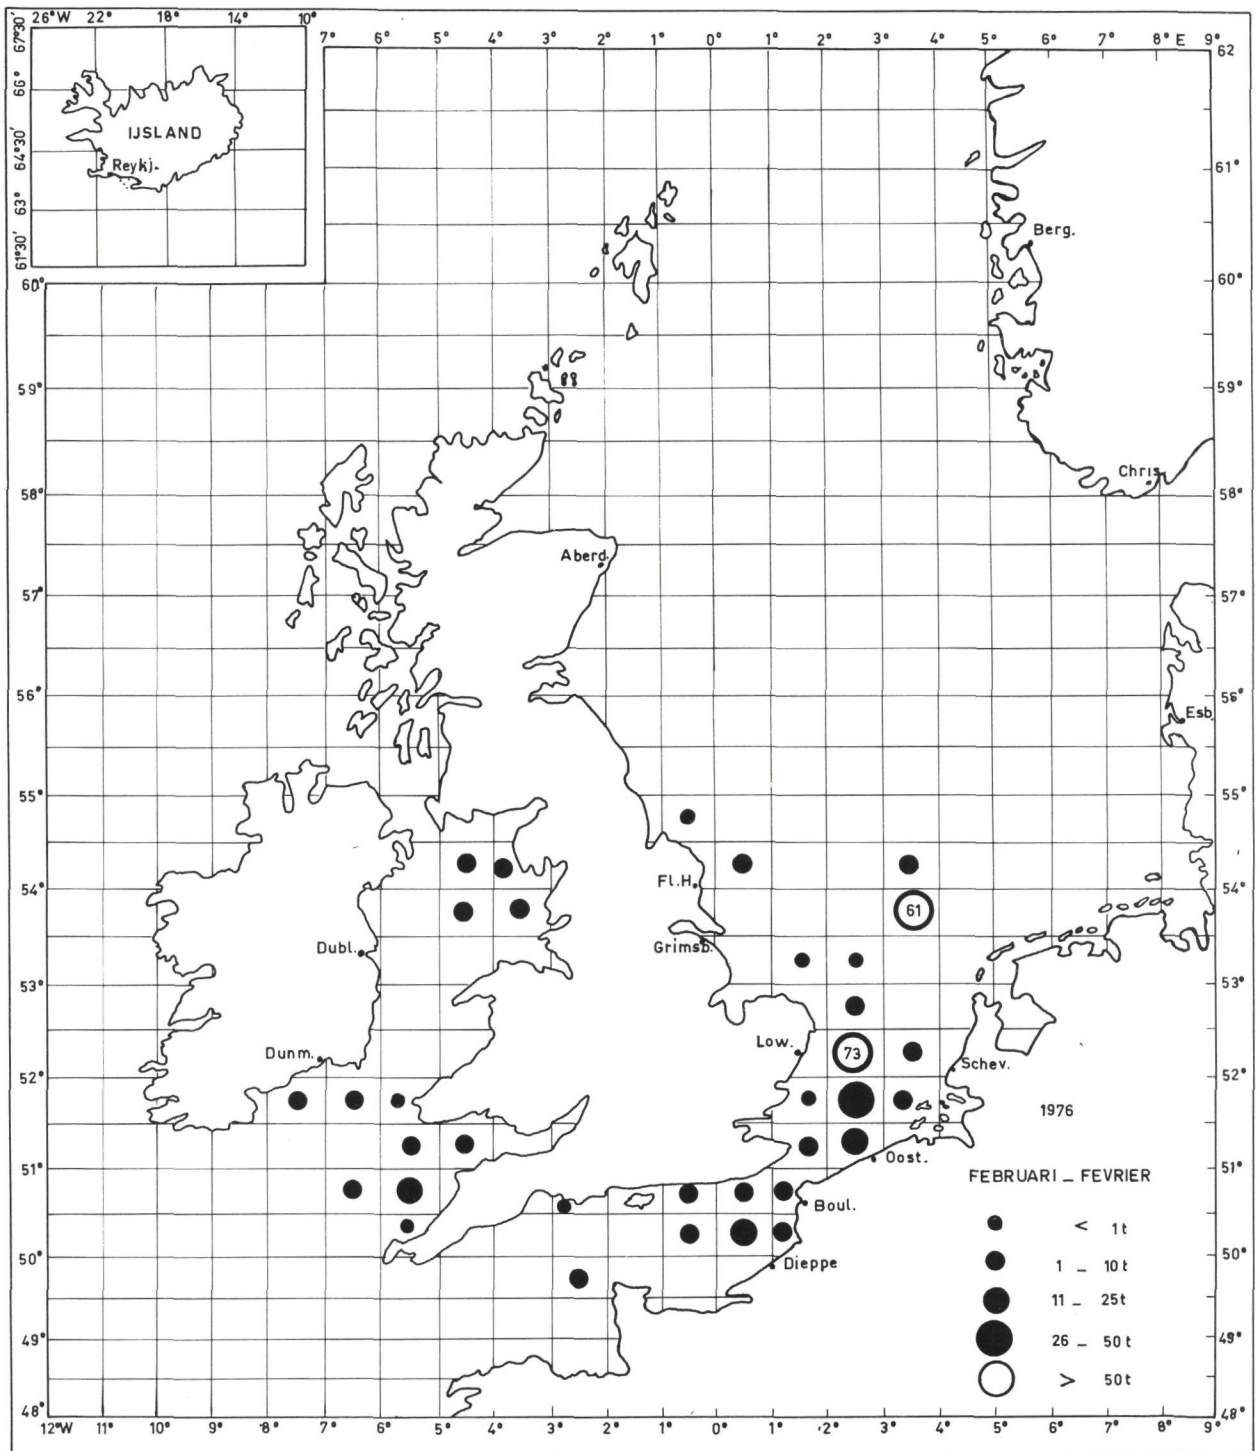 26°W 22° 18° 14° 10°
67°30' 66° 64°30' 63° 61°30'
IJSLAND
Reykj.
7° 6° 5° 4° 3° 2° 1° 0° 1° 2° 3° 4° 5° 6° 7° 8° E 9°
62
61°
Berg.
60° 60°
59° 59°
Chris
58° 58°
Aberd.
57° 57°
56° 56°
Esb
55° 55°
54° 54°
Fl.H.
61
Grimsb.
Dubl.
53° 53°
Low.
73
Dunm.
Schev.
52° 52°
1976
Oost.
51° 51°
FEBRUARI _ FEVRIER
Boul.
< 1t
50° 50°
Dieppe
1 _ 10t
11 _ 25t
49° 49°
26 _ 50t
> 50t
48° 48°
12°W 11° 10° 9° 8° 7° 6° 5° 4° 3° 2° 1° 0° 1° 2° 3° 4° 5° 6° 7° 8° 9°